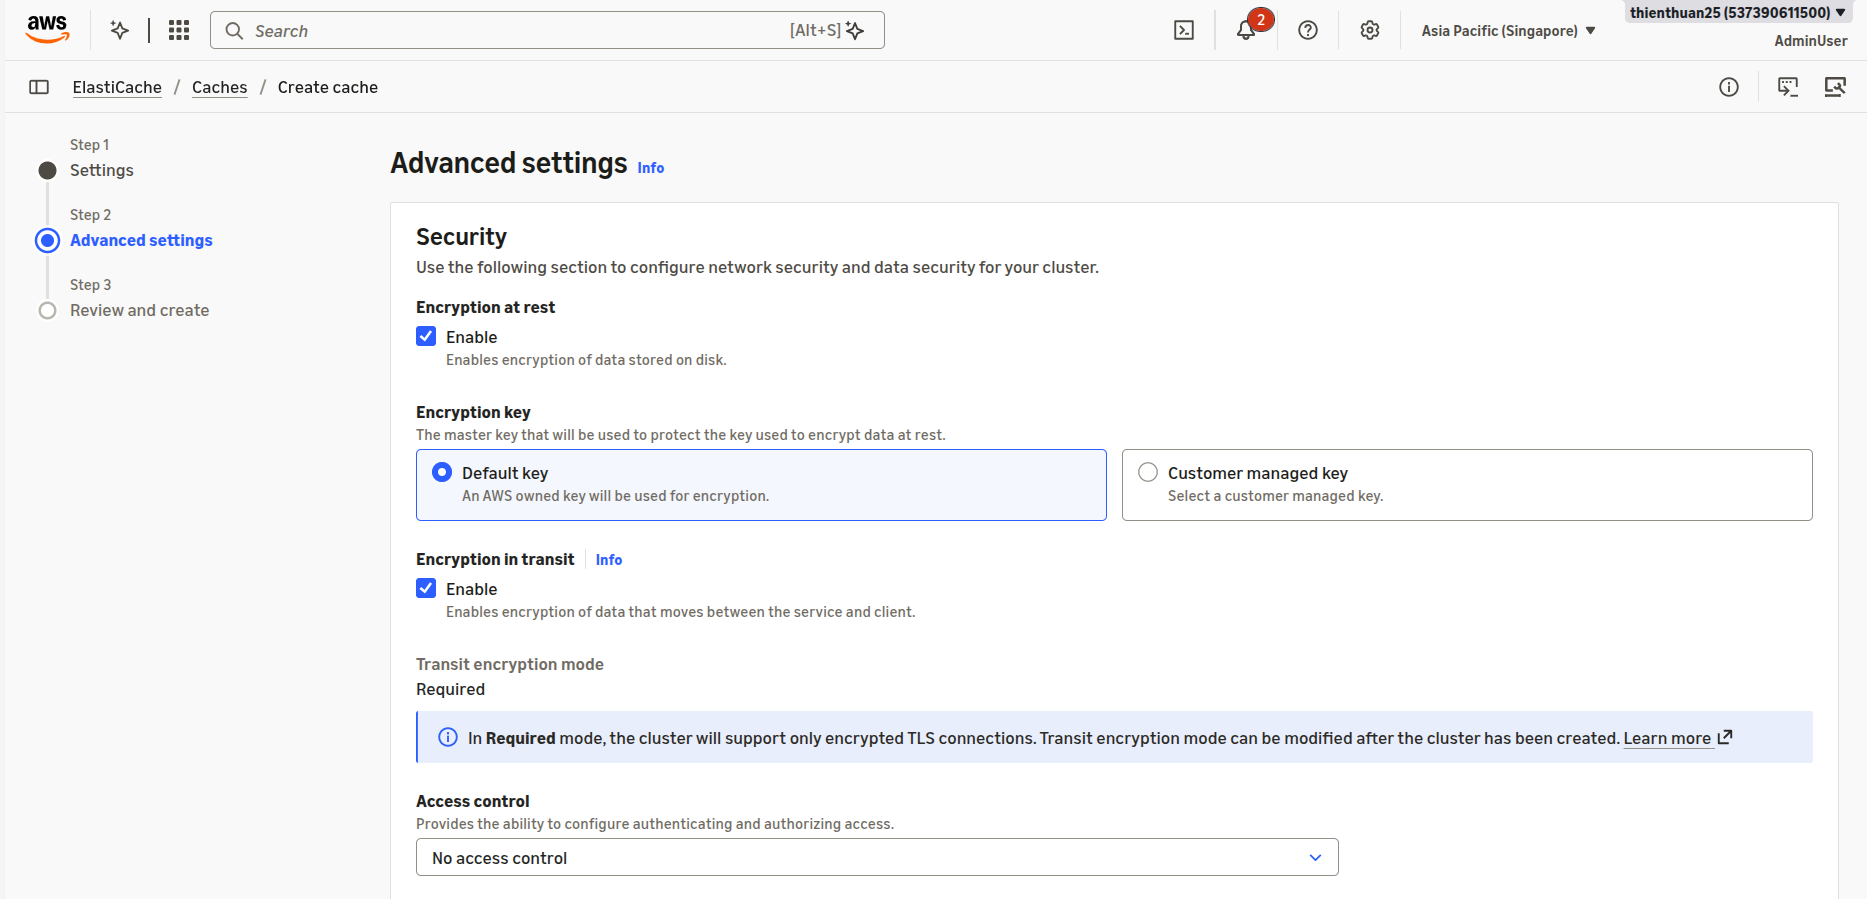 aws
Search
[Alt+S]
2
Asia Pacific (Singapore)
thienthuan25 (537390611500)
AdminUser
ElastiCache / Caches / Create cache
Step 1
Settings
Step 2
Advanced settings
Step 3
Review and create
Advanced settings Info
Security
Use the following section to configure network security and data security for your cluster.
Encryption at rest
Enable
Enables encryption of data stored on disk.
Encryption key
The master key that will be used to protect the key used to encrypt data at rest.
Default key
An AWS owned key will be used for encryption.
Customer managed key
Select a customer managed key.
Encryption in transit Info
Enable
Enables encryption of data that moves between the service and client.
Transit encryption mode
Required
In Required mode, the cluster will support only encrypted TLS connections. Transit encryption mode can be modified after the cluster has been created. Learn more
Access control
Provides the ability to configure authenticating and authorizing access.
No access control